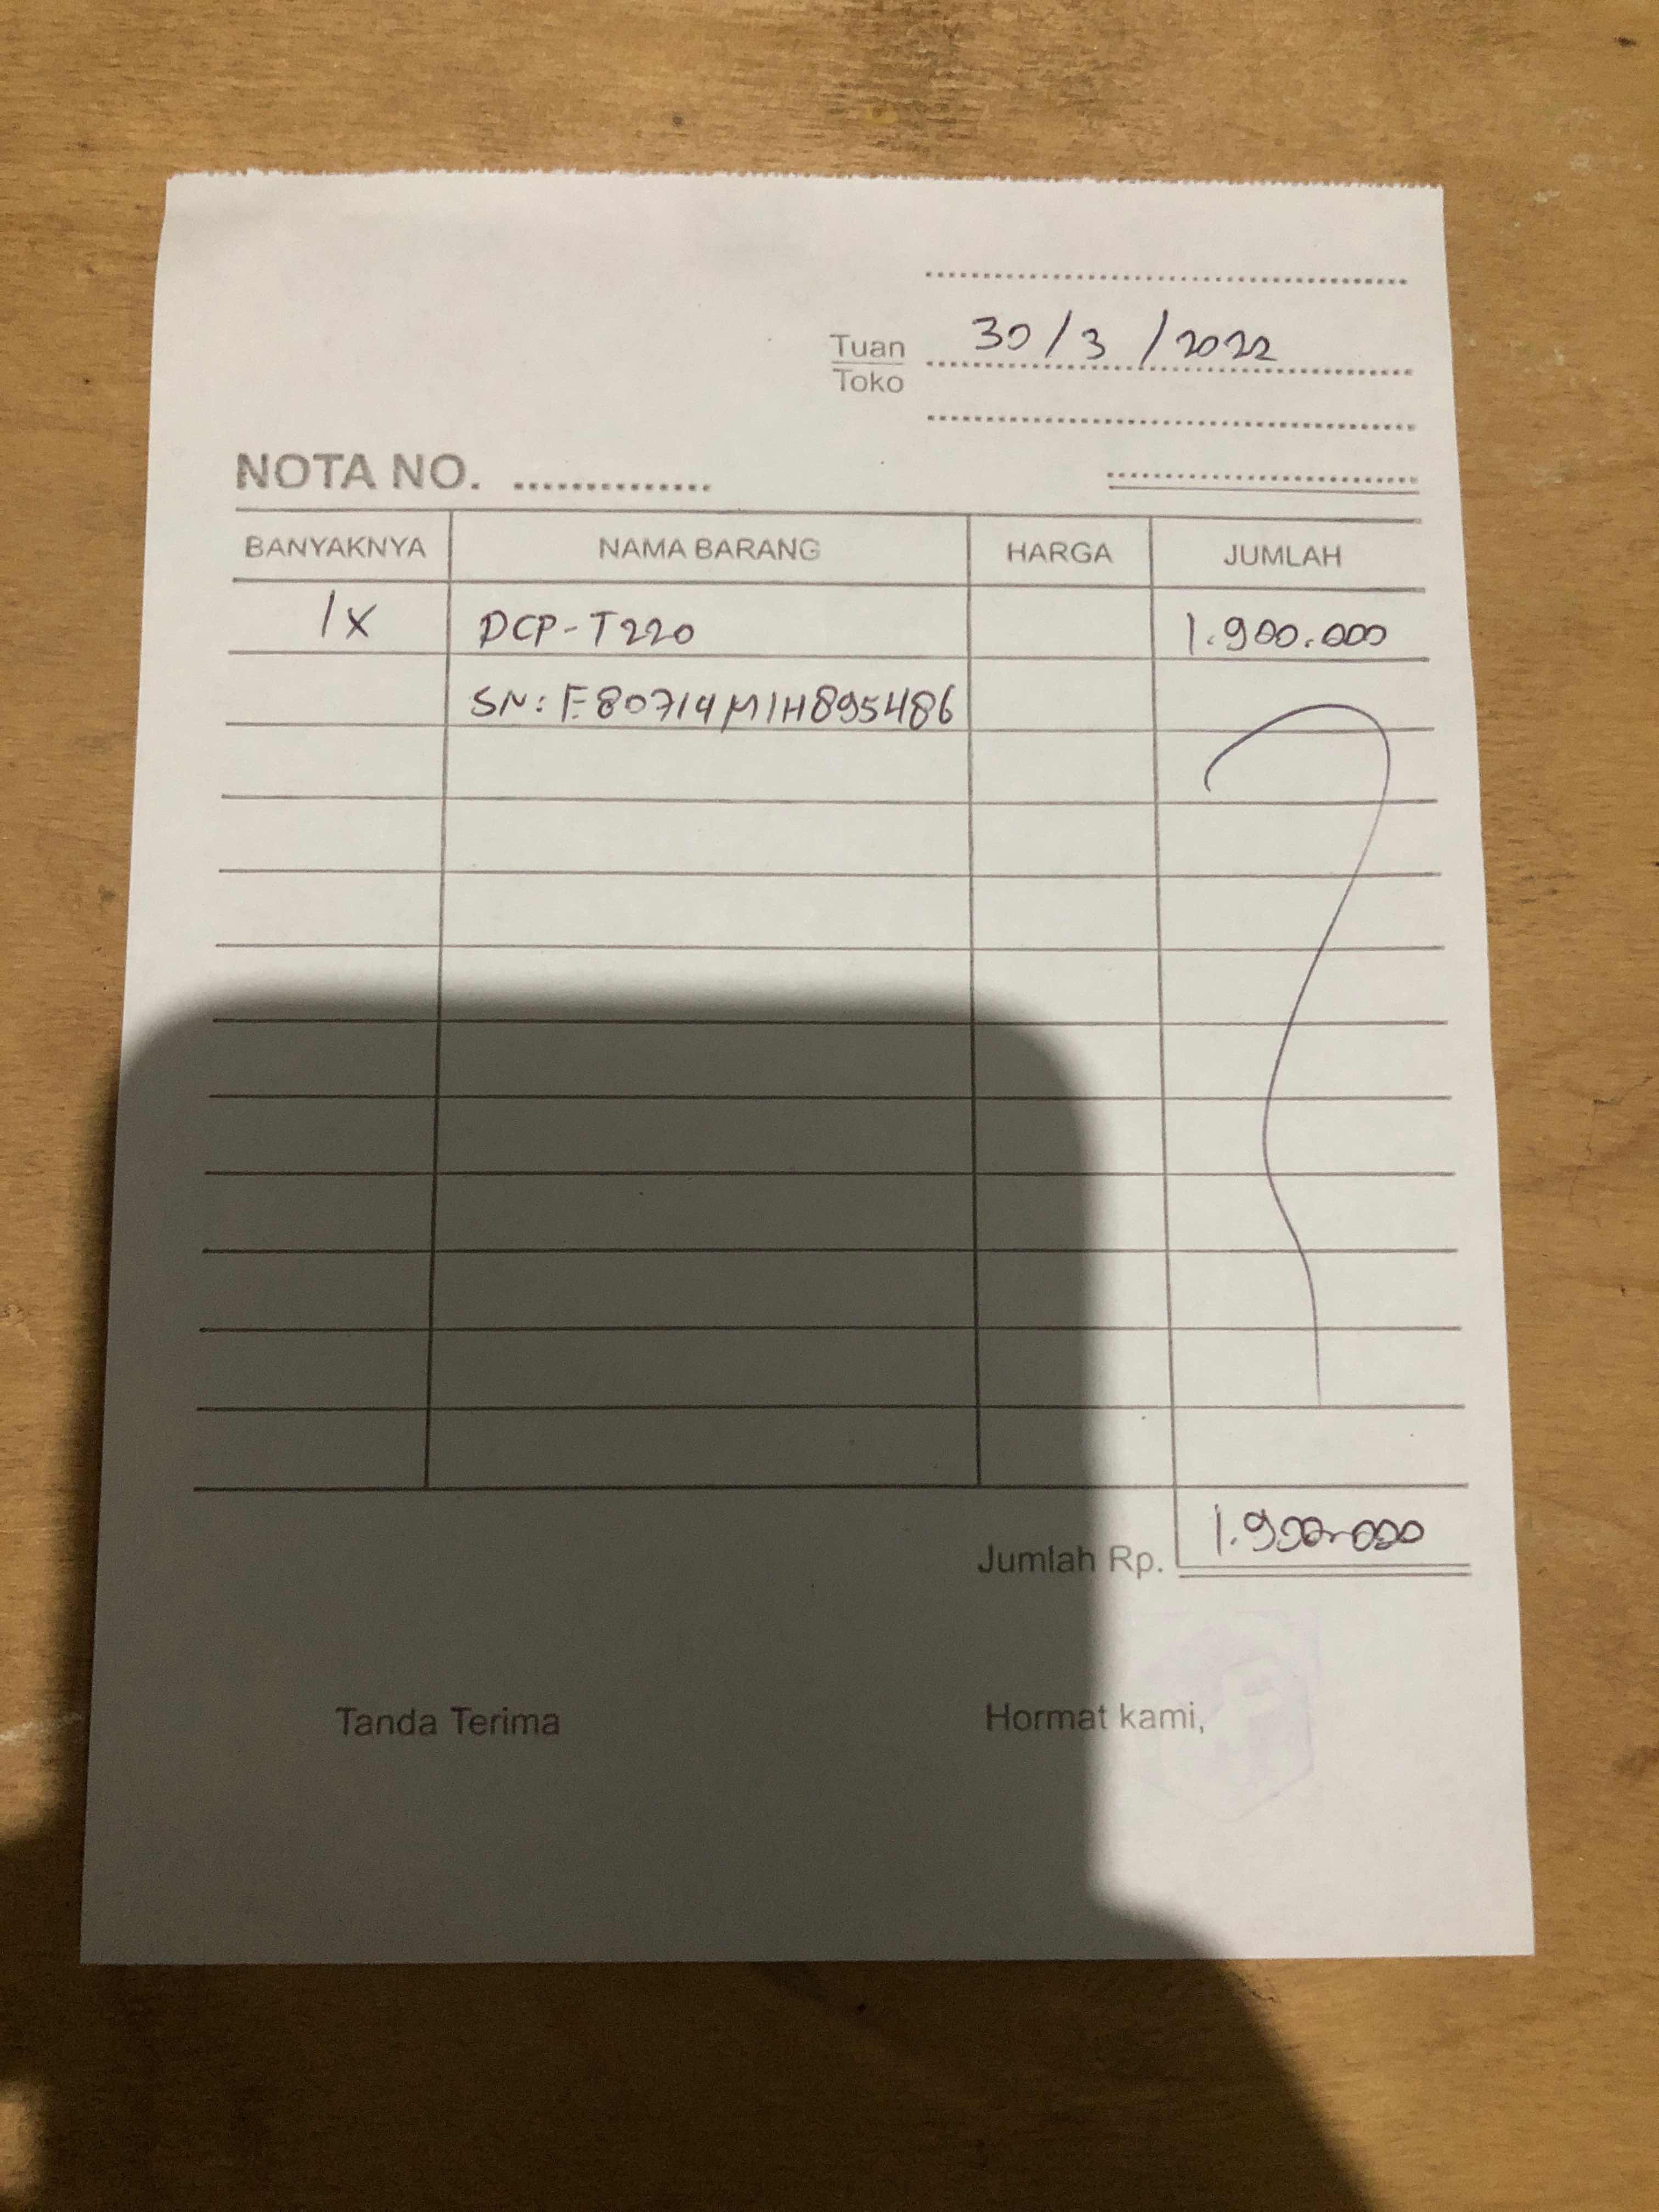 30/3/2022
Tuan
Toko
NOTA NO. ..............
BANYAKNYA NAMA BARANG HARGA JUMLAH
1x DCP-T220 1.900.000
SN: E80714M1H895486
Jumlah Rp. 1.900.000
Tanda Terima Hormat kami,